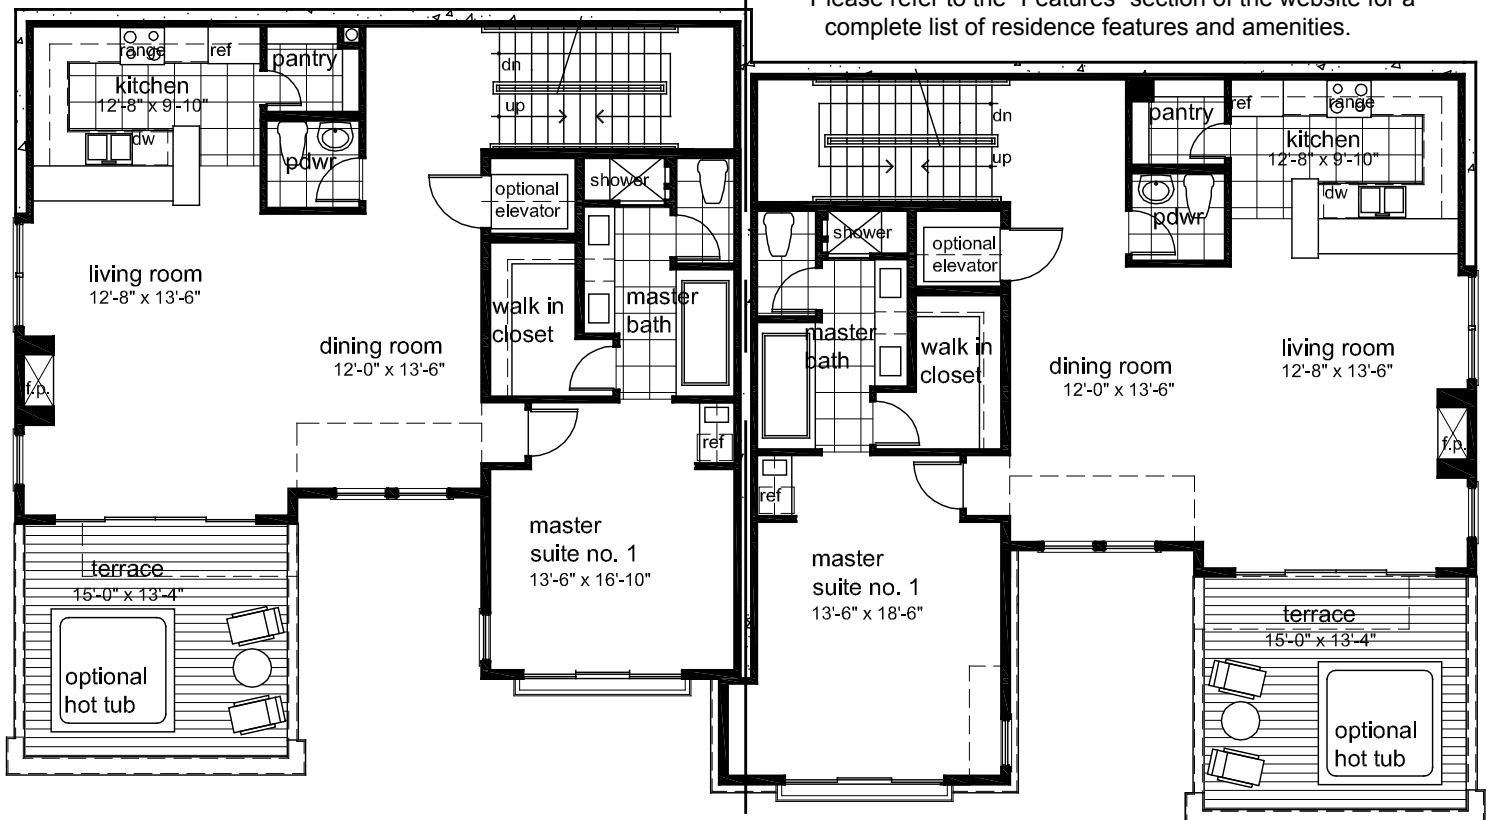 Please refer to the "Features" section of the website for a
complete list of residence features and amenities.
range
ref
pantry
kitchen
12'-8" x 9'-10"
dw
pdwr
dn
up
optional
elevator
shower
living room
12'-8" x 13'-6"
walk in
closet
master
bath
dining room
12'-0" x 13'-6"
f.p.
ref
master
suite no. 1
13'-6" x 16'-10"
terrace
15'-0" x 13'-4"
optional
hot tub
dn
up
pantry
ref
range
kitchen
12'-8" x 9'-10"
dw
pdwr
shower
optional
elevator
master
bath
walk in
closet
dining room
12'-0" x 13'-6"
living room
12'-8" x 13'-6"
f.p.
ref
master
suite no. 1
13'-6" x 18'-6"
terrace
15'-0" x 13'-4"
optional
hot tub